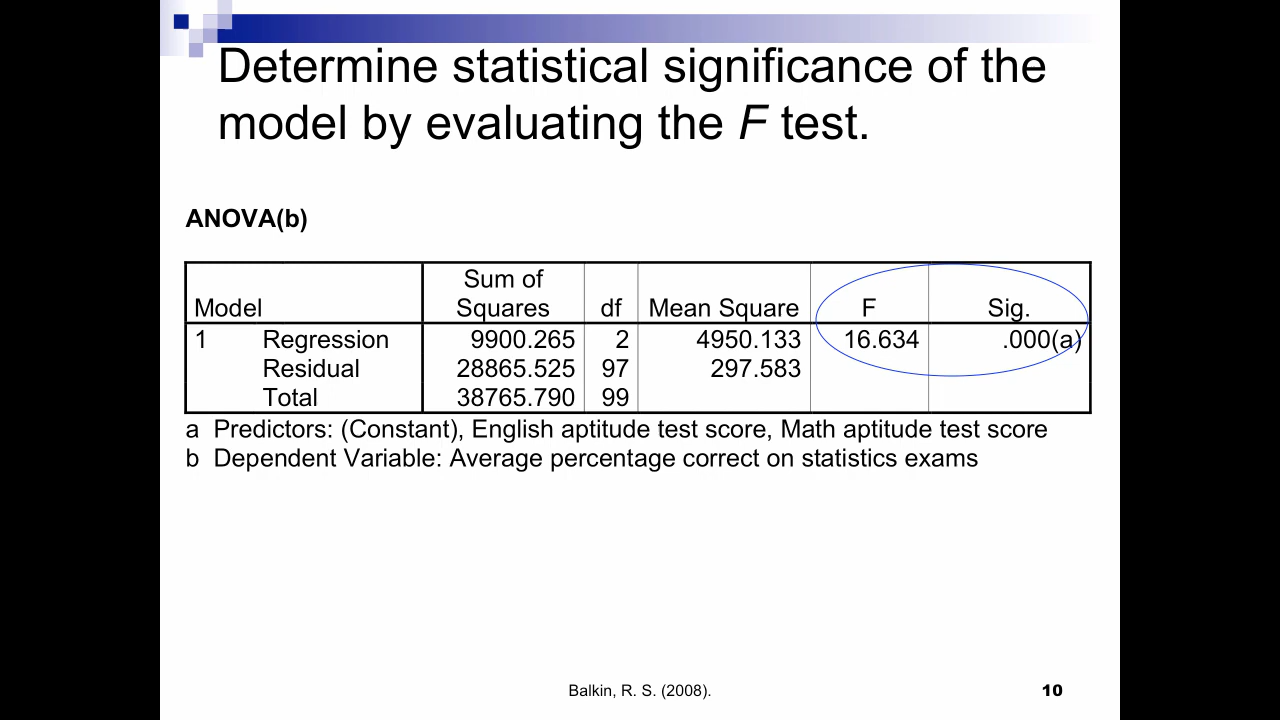 Determine statistical significance of the
model by evaluating the F test.
ANOVA(b)
Model Sum of Squares df Mean Square F Sig.
1 Regression 9900.265 2 4950.133 16.634 .000(a)
Residual 28865.525 97 297.583
Total 38765.790 99
a Predictors: (Constant), English aptitude test score, Math aptitude test score
b Dependent Variable: Average percentage correct on statistics exams
Balkin, R. S. (2008).
10